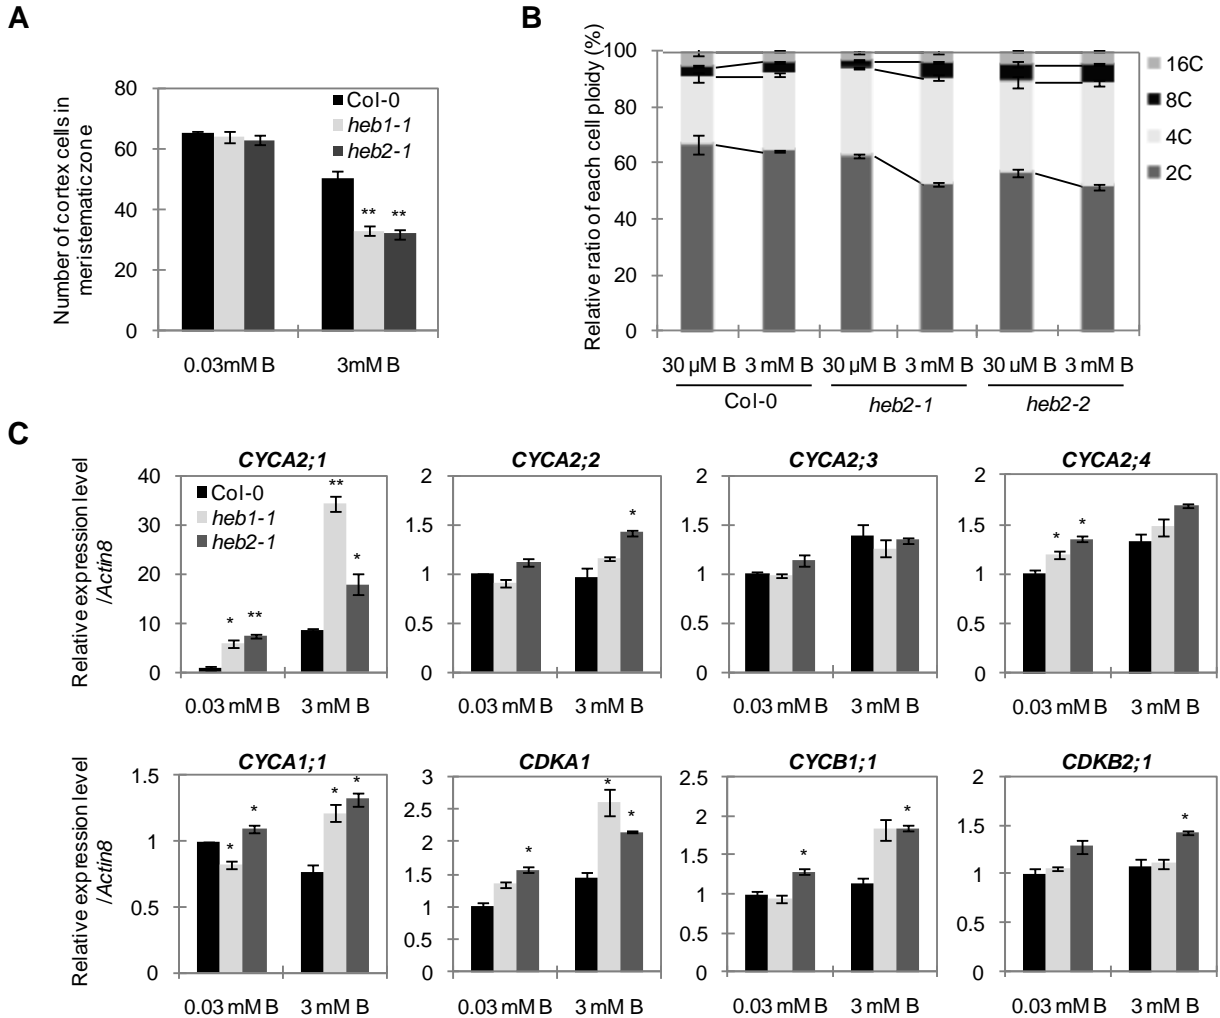 A
Number of cortex cells in
meristematic zone
80
60
40
20
0
Col-0
heb1-1
heb2-1
**
**
0.03mM B
3mM B
B
Relative ratio of each cell ploidy (%)
100
80
60
40
20
0
16C
8C
4C
2C
30 µM B 3 mM B 30 µM B 3 mM B 30 µM B 3 mM B
Col-0
heb2-1
heb2-2
C
Relative expression level
/Actin8
CYCA2;1
40
30
20
10
0
Col-0
heb1-1
heb2-1
*
**
**
*
0.03 mM B 3 mM B
CYCA2;2
2
1.5
1
0.5
0
*
0.03 mM B 3 mM B
CYCA2;3
2
1.5
1
0.5
0
0.03 mM B 3 mM B
CYCA2;4
2
1.5
1
0.5
0
*
*
0.03 mM B 3 mM B
Relative expression level
/Actin8
CYCA1;1
1.5
1
0.5
0
*
*
*
*
0.03 mM B 3 mM B
CDKA1
3
2.5
2
1.5
1
0.5
0
*
*
*
0.03 mM B 3 mM B
CYCB1;1
2.5
2
1.5
1
0.5
0
*
*
0.03 mM B 3 mM B
CDKB2;1
2
1.5
1
0.5
0
*
0.03 mM B 3 mM B